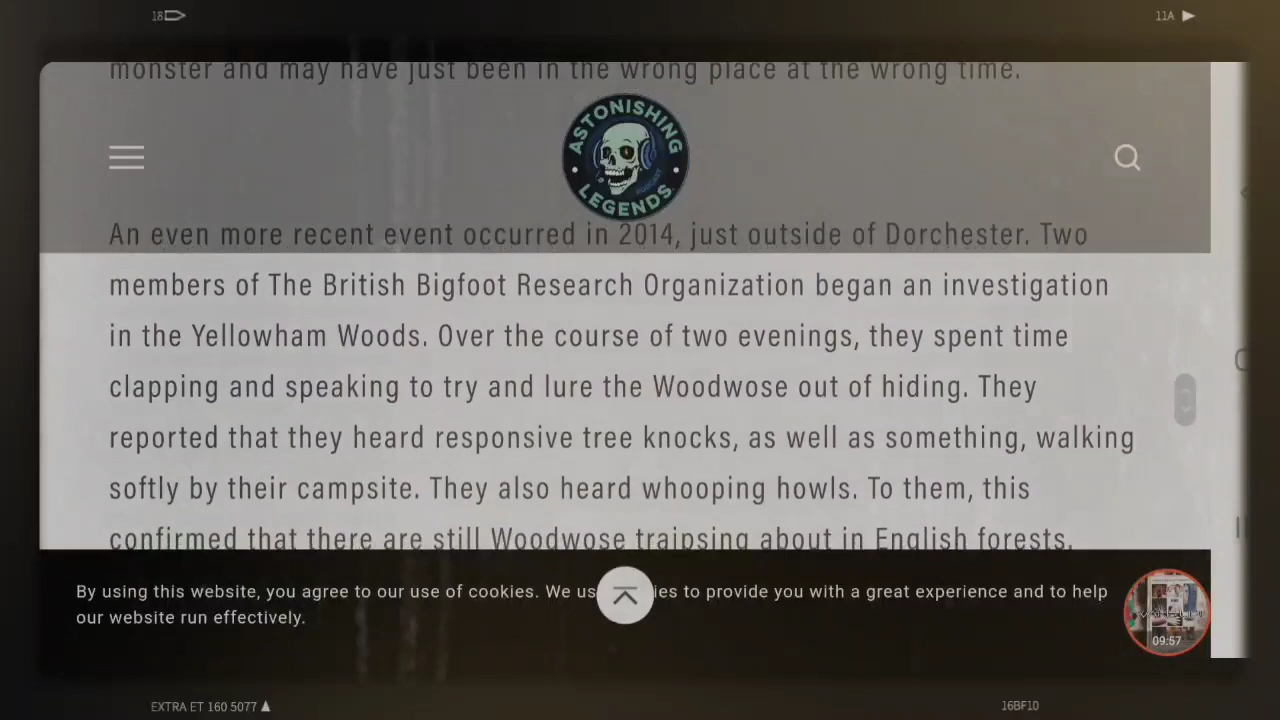 18
11A
monster and may have just been in the wrong place at the wrong time.
ASTONISHING
LEGENDS
PODCAST
An even more recent event occurred in 2014, just outside of Dorchester. Two
members of The British Bigfoot Research Organization began an investigation
in the Yellowham Woods. Over the course of two evenings, they spent time
clapping and speaking to try and lure the Woodwose out of hiding. They
reported that they heard responsive tree knocks, as well as something, walking
softly by their campsite. They also heard whooping howls. To them, this
confirmed that there are still Woodwose traipsing about in English forests.
By using this website, you agree to our use of cookies. We us ies to provide you with a great experience and to help
our website run effectively.
09:57
EXTRA ET 160 5077
16BF10